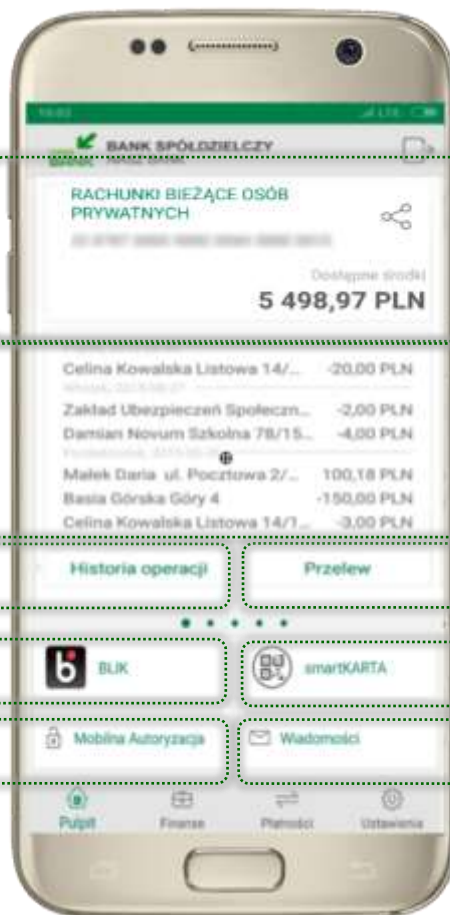 LTE
BANK SPÓŁDZIELCZY
BANK
RACHUNKI BIEŻĄCE OSÓB
PRYWATNYCH
Dostępne środki
5 498,97 PLN
Celina Kowalska Listowa 14/... -20,00 PLN
Zakład Ubezpieczeń Społeczn... -2,00 PLN
Damian Novum Szkolna 78/15... -4,00 PLN
Małek Daria ul. Pocztowa 2/... 100,18 PLN
Basia Górska Góry 4 -150,00 PLN
Celina Kowalska Listowa 14/1... -3,00 PLN
Historia operacji Przelew
BLIK smartKARTA
Mobilna Autoryzacja Wiadomości
Pulpit Finanse Płatności Ustawienia